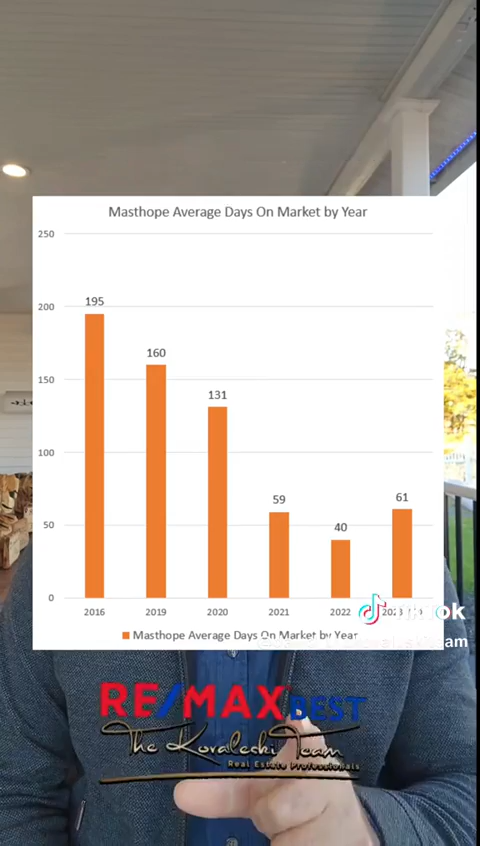 Masthope Average Days On Market by Year
250
200
150
100
50
0
195
160
131
59
40
61
2016
2019
2020
2021
2022
Masthope Average Days On Market by Year
TikTok
RE/MAX BEST
The Kovaleski Team
Real Estate Professionals